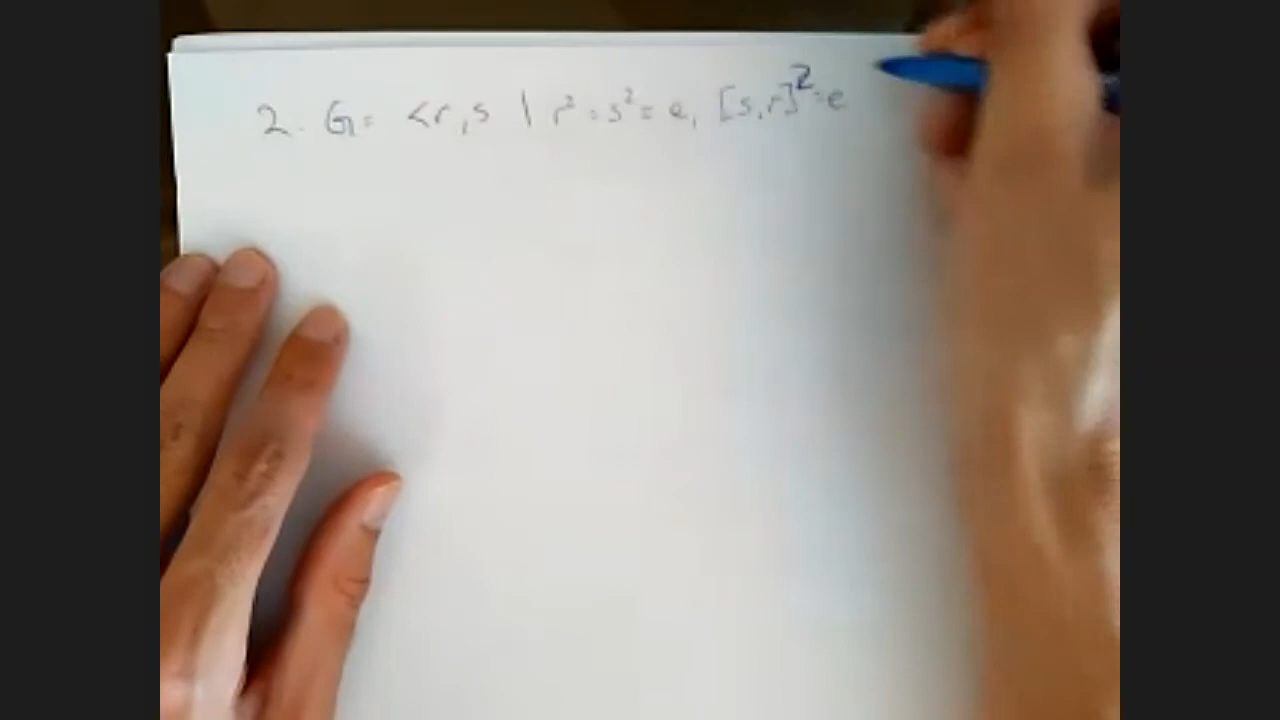 2. G = <r, s | r² = s² = e, [s, r]² = e